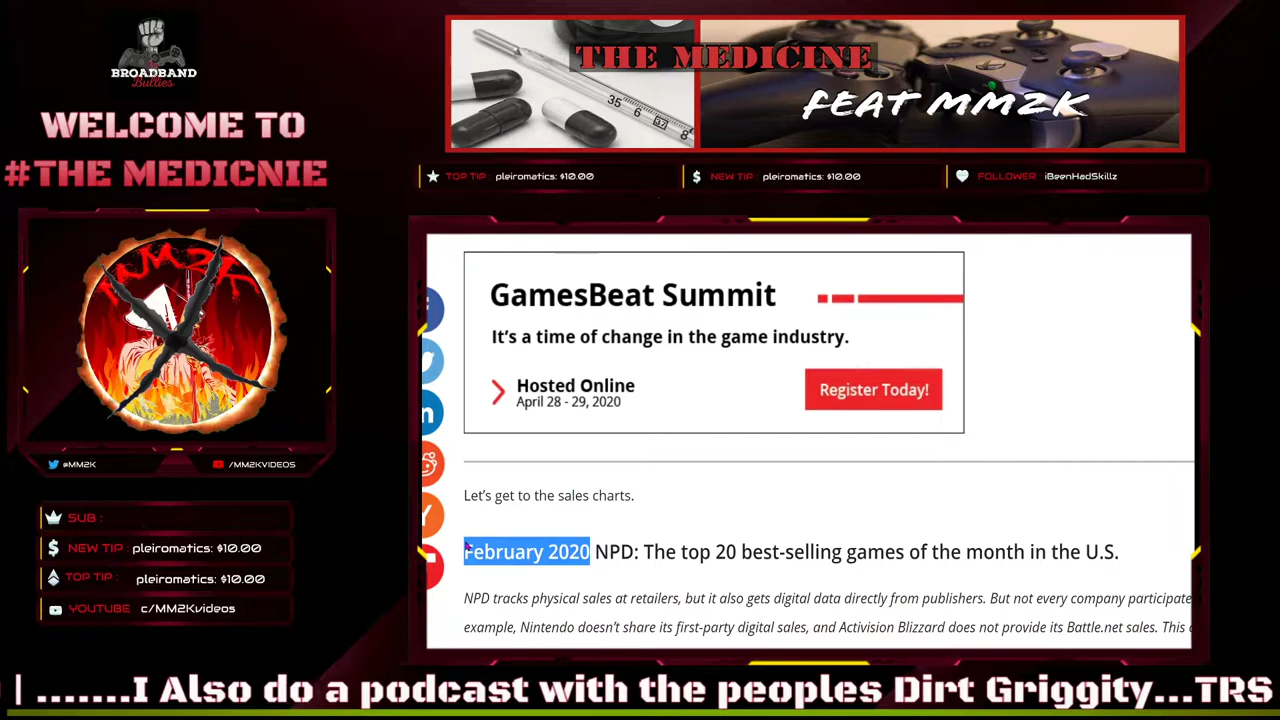 BROADBAND
Bullies
WELCOME TO
#THE MEDICNIE
THE MEDICINE
FEAT MM2K
35
6
37
8
TOP TIP : pleiromatics: $10.00
NEW TIP pleiromatics: $10.00
FOLLOWER iBeenHadSkillz
MM2K
@MM2K
/MM2KVIDEOS
SUB :
NEW TIP : pleiromatics: $10.00
TOP TIP : pleiromatics: $10.00
YOUTUBE c/MM2Kvideos
GamesBeat Summit
It's a time of change in the game industry.
Hosted Online
April 28 - 29, 2020
Register Today!
Let's get to the sales charts.
February 2020 NPD: The top 20 best-selling games of the month in the U.S.
NPD tracks physical sales at retailers, but it also gets digital data directly from publishers. But not every company participate
example, Nintendo doesn't share its first-party digital sales, and Activision Blizzard does not provide its Battle.net sales. This
| .......I Also do a podcast with the peoples Dirt Griggity...TRS